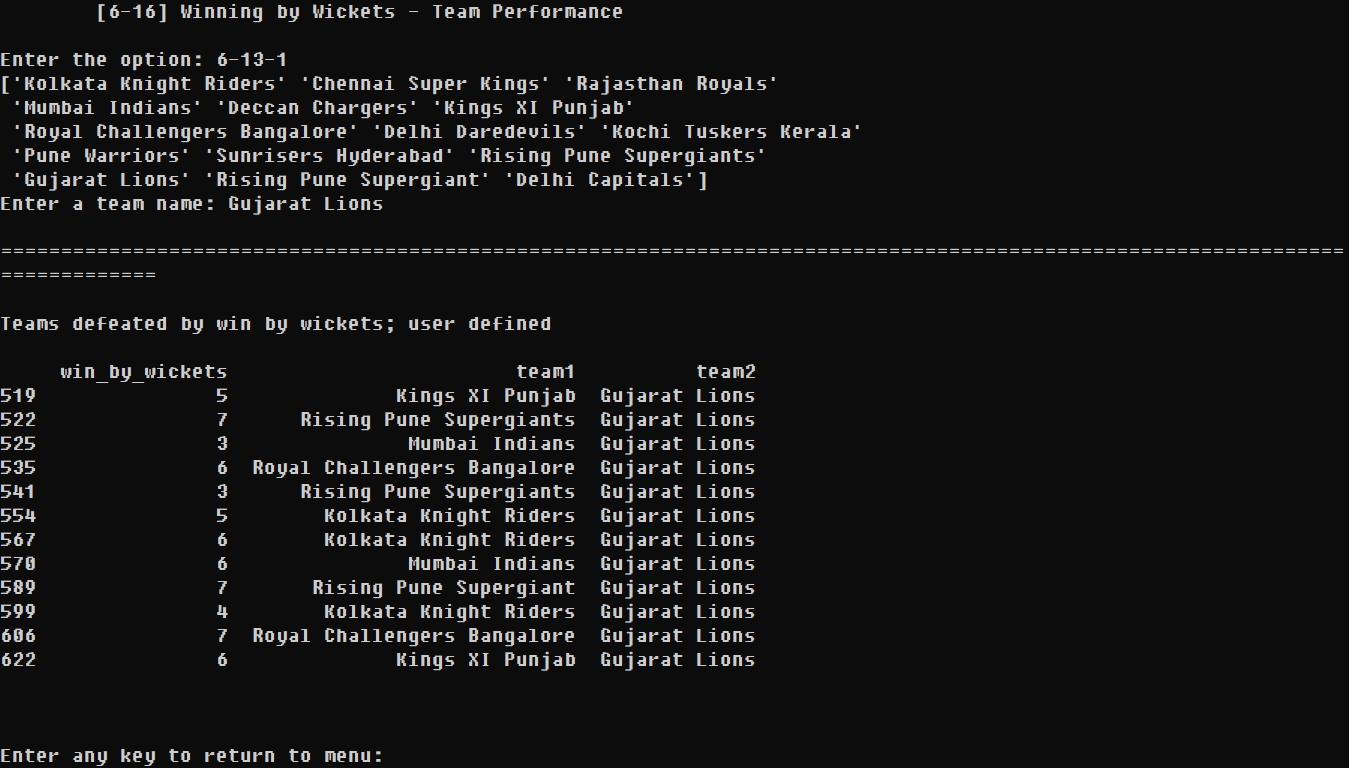 [6-16] Winning by Wickets - Team Performance
Enter the option: 6-13-1
['Kolkata Knight Riders' 'Chennai Super Kings' 'Rajasthan Royals'
 'Mumbai Indians' 'Deccan Chargers' 'Kings XI Punjab'
 'Royal Challengers Bangalore' 'Delhi Daredevils' 'Kochi Tuskers Kerala'
 'Pune Warriors' 'Sunrisers Hyderabad' 'Rising Pune Supergiants'
 'Gujarat Lions' 'Rising Pune Supergiant' 'Delhi Capitals']
Enter a team name: Gujarat Lions
================================================================================================================
=============
Teams defeated by win by wickets; user defined
     win_by_wickets                        team1          team2
519               5              Kings XI Punjab  Gujarat Lions
522               7      Rising Pune Supergiants  Gujarat Lions
525               3               Mumbai Indians  Gujarat Lions
535               6  Royal Challengers Bangalore  Gujarat Lions
541               3      Rising Pune Supergiants  Gujarat Lions
554               5        Kolkata Knight Riders  Gujarat Lions
567               6        Kolkata Knight Riders  Gujarat Lions
570               6               Mumbai Indians  Gujarat Lions
589               7       Rising Pune Supergiant  Gujarat Lions
599               4        Kolkata Knight Riders  Gujarat Lions
606               7  Royal Challengers Bangalore  Gujarat Lions
622               6              Kings XI Punjab  Gujarat Lions
Enter any key to return to menu: